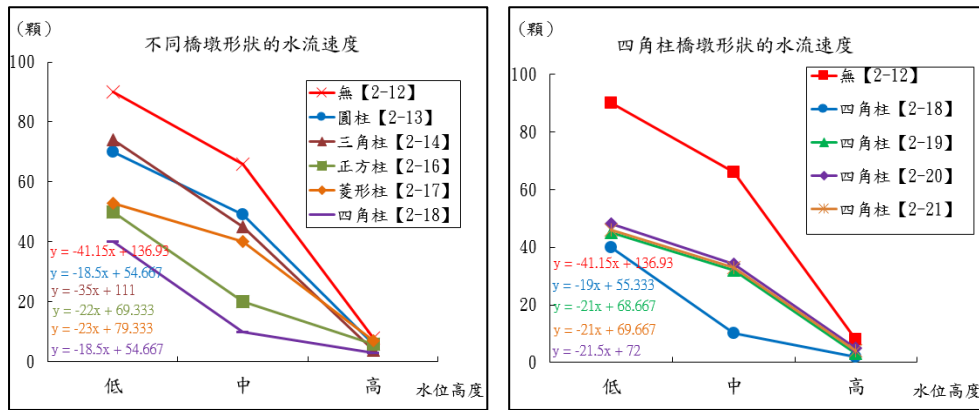 (顆)
不同橋墩形狀的水流速度
100
80
60
40
20
0
無【2-12】
圓柱【2-13】
三角柱【2-14】
正方柱【2-16】
菱形柱【2-17】
四角柱【2-18】
y = -41.15x + 136.93
y = -18.5x + 54.667
y = -35x + 111
y = -22x + 69.333
y = -23x + 79.333
y = -18.5x + 54.667
低
中
高
水位高度
(顆)
四角柱橋墩形狀的水流速度
100
80
60
40
20
0
無【2-12】
四角柱【2-18】
四角柱【2-19】
四角柱【2-20】
四角柱【2-21】
y = -41.15x + 136.93
y = -19x + 55.333
y = -21x + 68.667
y = -21x + 69.667
y = -21.5x + 72
低
中
高
水位高度